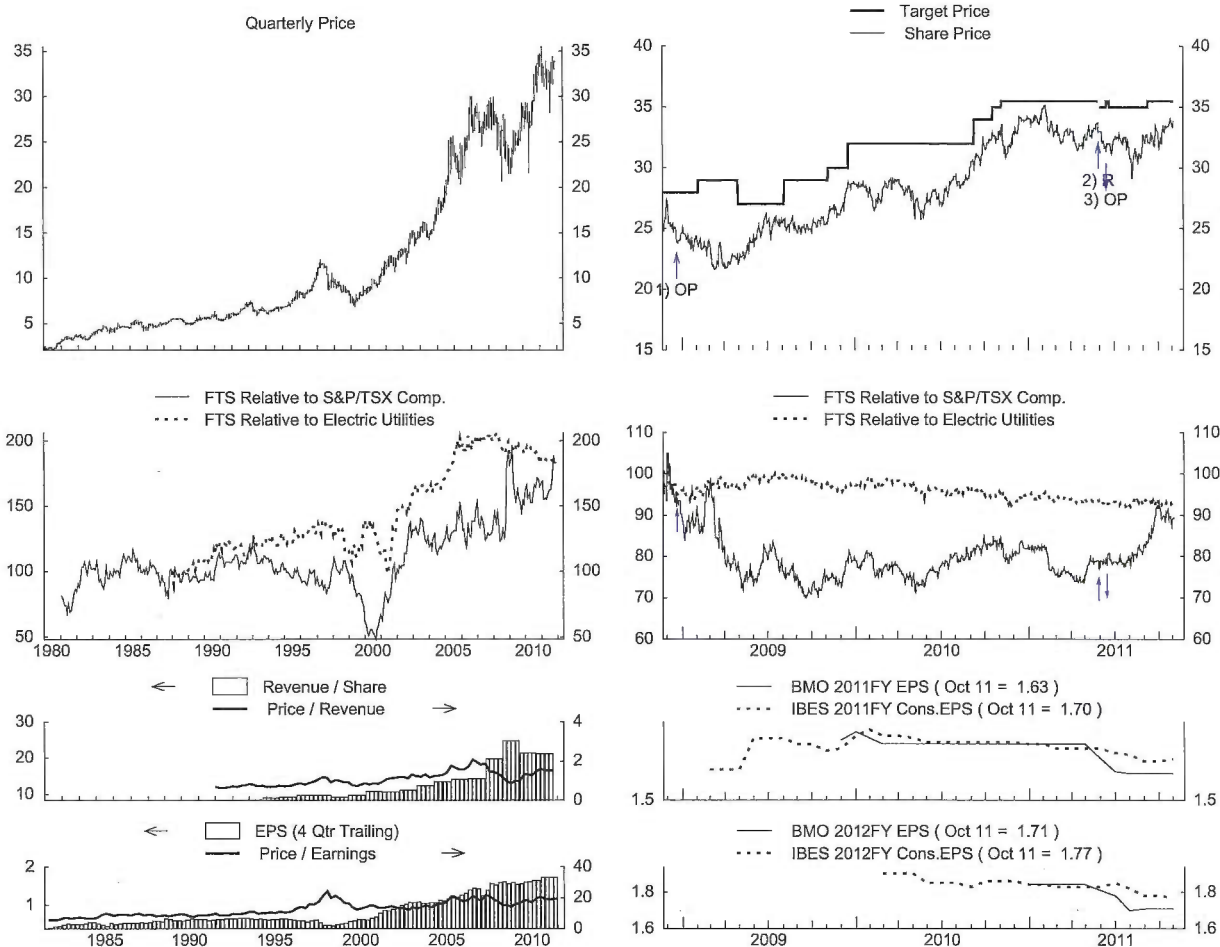 Quarterly Price
35
30
25
20
15
10
5
35
30
25
20
15
10
5
Target Price
Share Price
40
35
30
25
20
15
40
35
30
25
20
15
1) OP
2) R
3) OP
FTS Relative to S&P/TSX Comp.
FTS Relative to Electric Utilities
200
150
100
50
200
150
100
50
1980 1985 1990 1995 2000 2005 2010
FTS Relative to S&P/TSX Comp.
FTS Relative to Electric Utilities
110
100
90
80
70
60
110
100
90
80
70
60
2009 2010 2011
Revenue / Share
Price / Revenue
30
20
10
4
2
0
EPS (4 Qtr Trailing)
Price / Earnings
2
1
40
20
0
1985 1990 1995 2000 2005 2010
BMO 2011FY EPS ( Oct 11 = 1.63)
IBES 2011FY Cons.EPS ( Oct 11 = 1.70 )
1.5 1.5
BMO 2012FY EPS ( Oct 11 = 1.71)
IBES 2012FY Cons.EPS ( Oct 11 = 1.77 )
1.8
1.6
1.8
1.6
2009 2010 2011